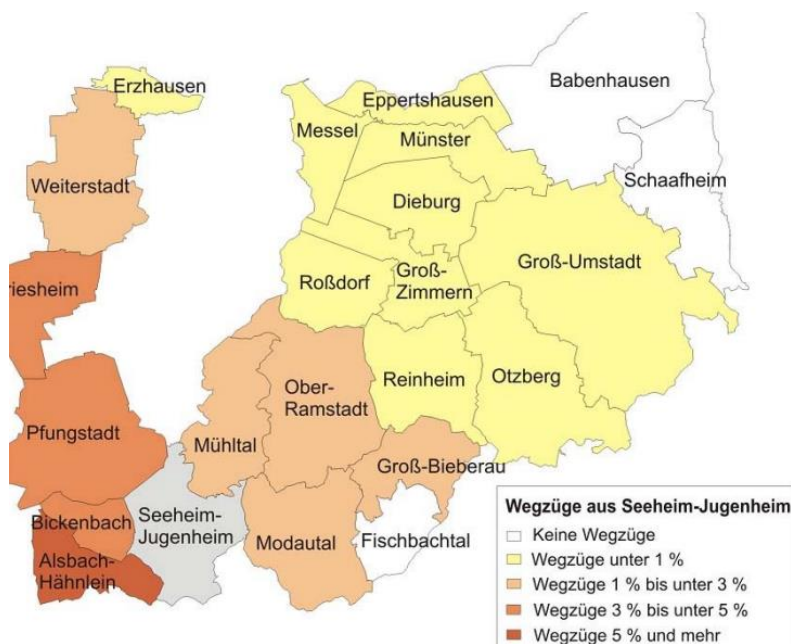 Babenhausen
Erzhausen
Eppertshausen
Messel
Münster
Schaafheim
Weiterstadt
Dieburg
Groß-Umstadt
riesheim
Roßdorf
Groß-
Zimmern
Ober-
Ramstadt
Reinheim
Otzberg
Pfungstadt
Mühltal
Groß-Bieberau
Bickenbach
Seeheim-
Jugenheim
Modautal
Fischbachtal
Alsbach-
Hähnlein
Wegzüge aus Seeheim-Jugenheim
Keine Wegzüge
Wegzüge unter 1 %
Wegzüge 1 % bis unter 3 %
Wegzüge 3 % bis unter 5 %
Wegzüge 5 % und mehr